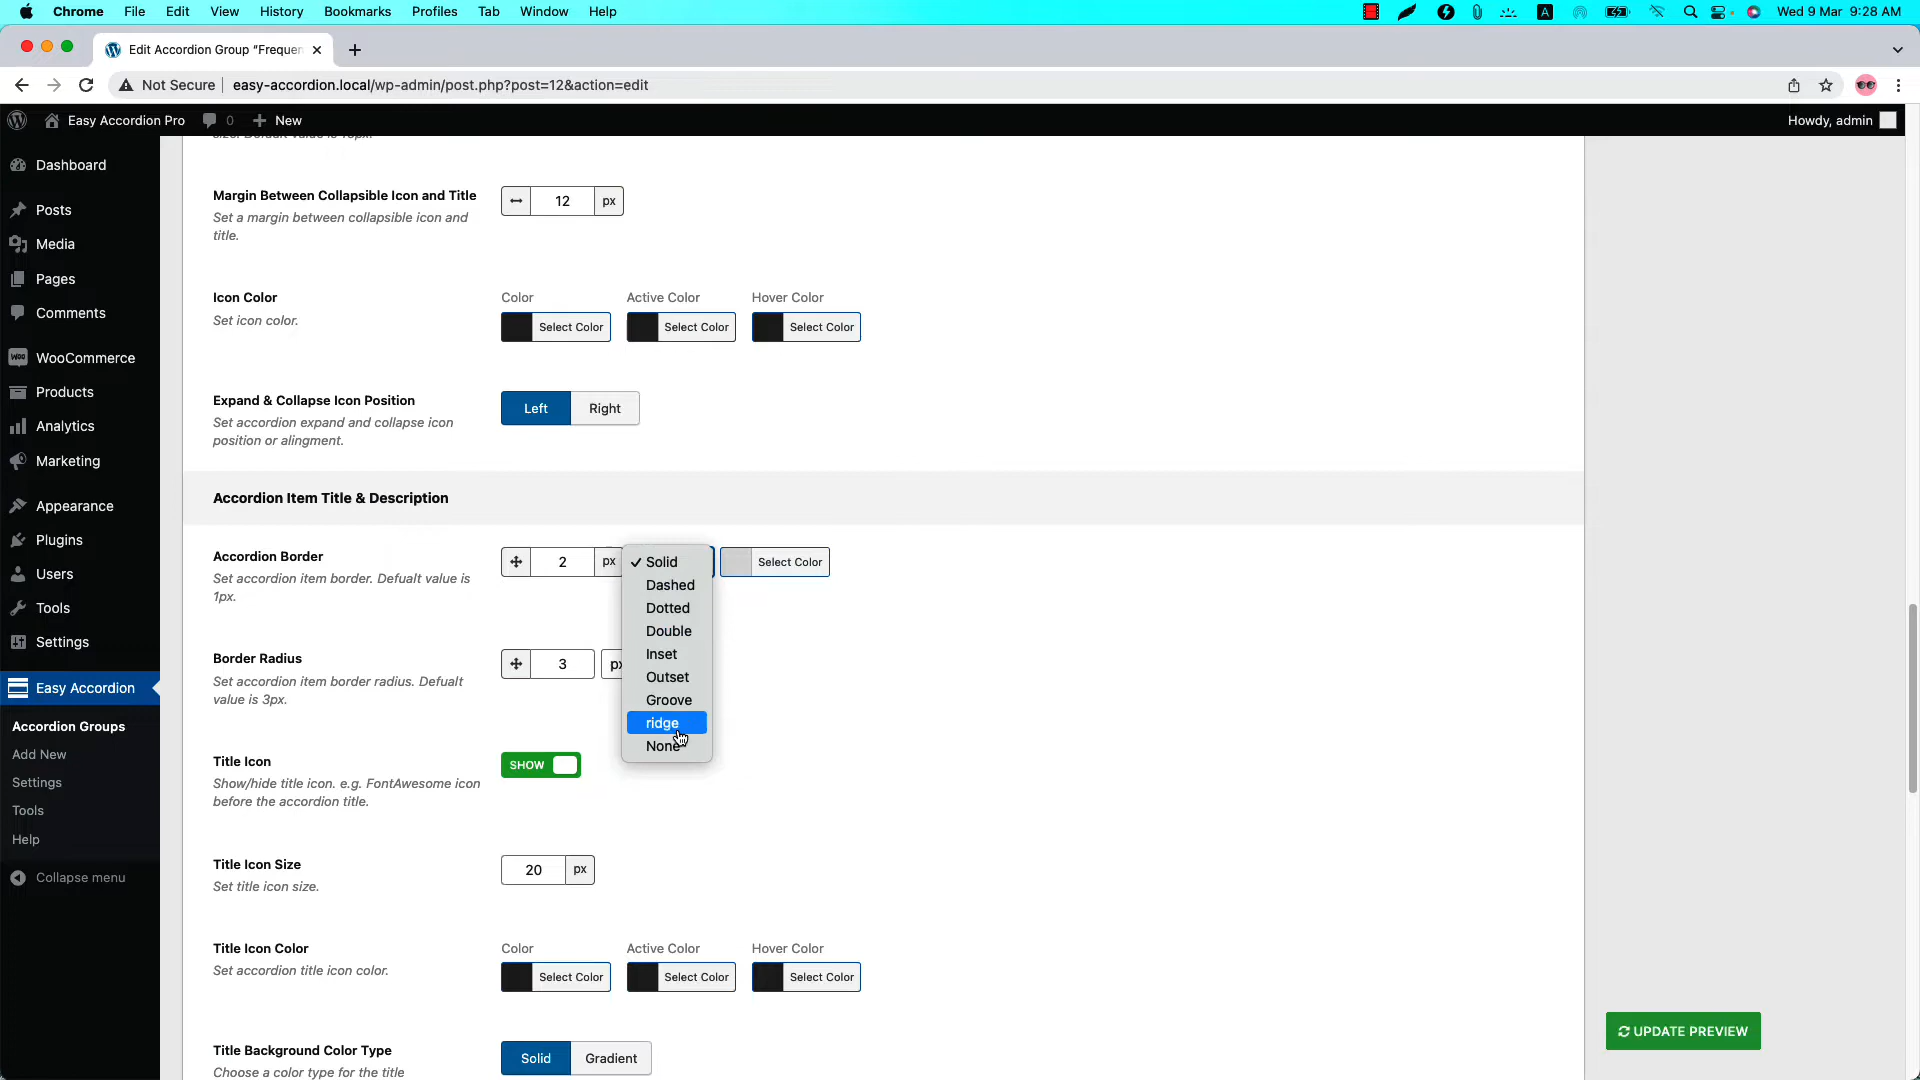 Chrome File Edit View History Bookmarks Profiles Tab Window Help
A
Wed 9 Mar 9:28 AM
Edit Accordion Group "Frequen
Not Secure easy-accordion.local/wp-admin/post.php?post=12&action=edit
Easy Accordion Pro 0 New
Howdy, admin
size. Default value is 16px.
Dashboard
Posts
Media
Pages
Comments
WOO WooCommerce
Products
Analytics
Marketing
Appearance
Plugins
Users
Tools
Settings
Easy Accordion
Accordion Groups
Add New
Settings
Tools
Help
Collapse menu
Margin Between Collapsible Icon and Title
Set a margin between collapsible icon and
title.
12 px
Icon Color
Set icon color.
Color Active Color Hover Color
Select Color Select Color Select Color
Expand & Collapse Icon Position
Set accordion expand and collapse icon
position or alingment.
Left Right
Accordion Item Title & Description
Accordion Border
Set accordion item border. Defualt value is
1px.
2 px
Select Color
Solid
Dashed
Dotted
Double
Inset
Outset
Groove
ridge
None
Border Radius
Set accordion item border radius. Defualt
value is 3px.
3 px
Title Icon
Show/hide title icon. e.g. FontAwesome icon
before the accordion title.
SHOW
Title Icon Size
Set title icon size.
20 px
Title Icon Color
Set accordion title icon color.
Color Active Color Hover Color
Select Color Select Color Select Color
Title Background Color Type
Choose a color type for the title
Solid Gradient
UPDATE PREVIEW